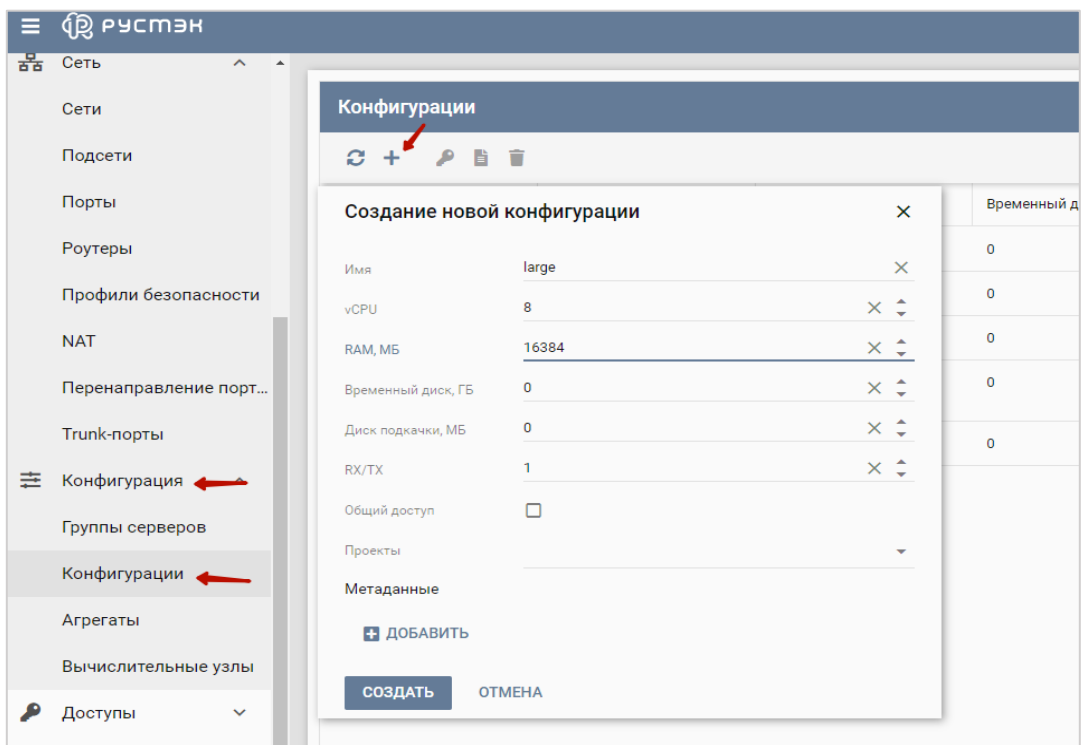 РУСТЭК
Сеть
Сети
Подсети
Порты
Роутеры
Профили безопасности
NAT
Перенаправление порт...
Trunk-порты
Конфигурация
Группы серверов
Конфигурации
Агрегаты
Вычислительные узлы
Доступы
Конфигурации
Временный д
0
0
0
0
0
Создание новой конфигурации
Имя large
vCPU 8
RAM, МБ 16384
Временный диск, ГБ 0
Диск подкачки, МБ 0
RX/TX 1
Общий доступ
Проекты
Метаданные
ДОБАВИТЬ
СОЗДАТЬ ОТМЕНА